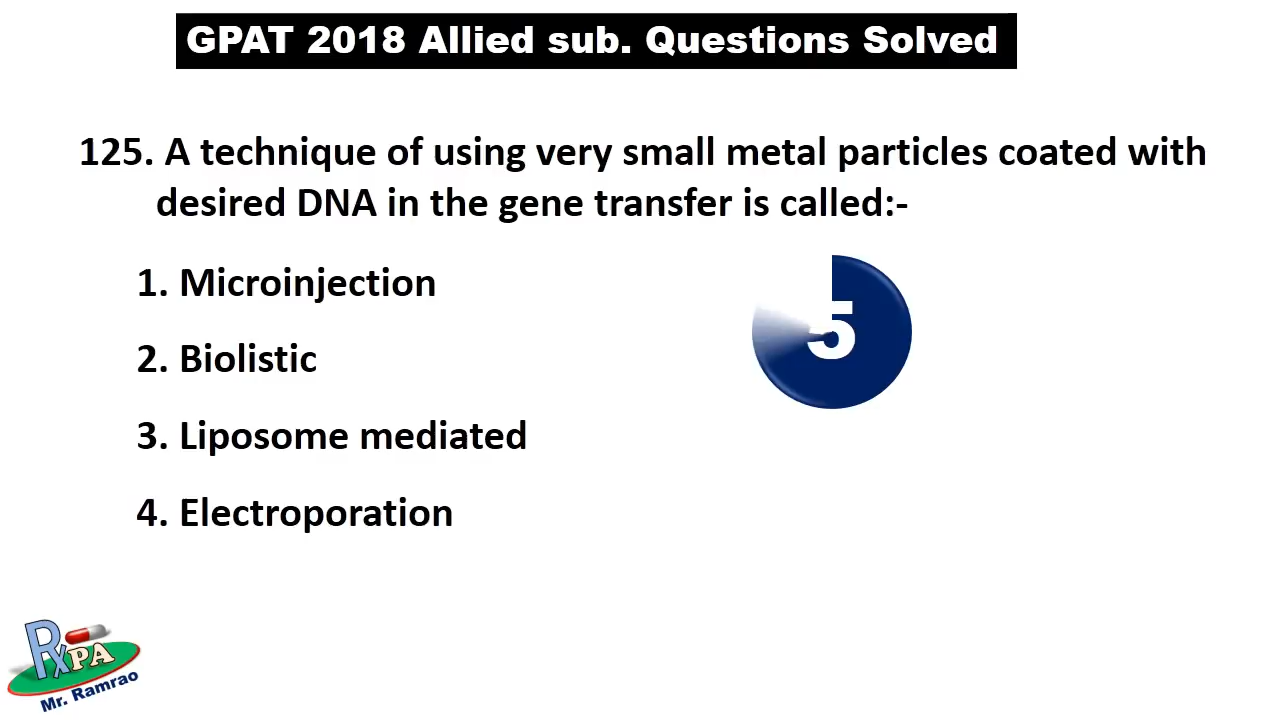 GPAT 2018 Allied sub. Questions Solved
125. A technique of using very small metal particles coated with
desired DNA in the gene transfer is called:-
1. Microinjection
5
2. Biolistic
3. Liposome mediated
4. Electroporation
RxPA
Mr. Ramrao